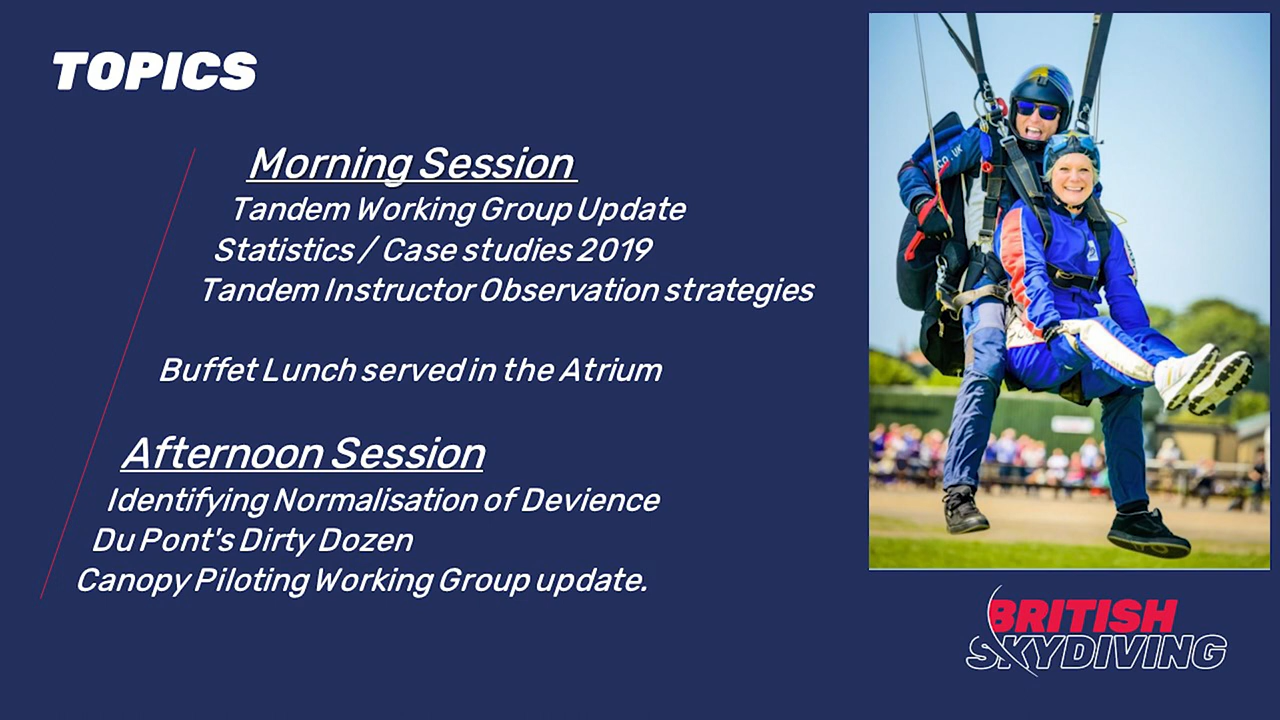 TOPICS
Morning Session
Tandem Working Group Update
Statistics / Case studies 2019
Tandem Instructor Observation strategies
Buffet Lunch served in the Atrium
Afternoon Session
Identifying Normalisation of Devience
Du Pont's Dirty Dozen
Canopy Piloting Working Group update.
CO.UK
BRITISH
SKYDIVING